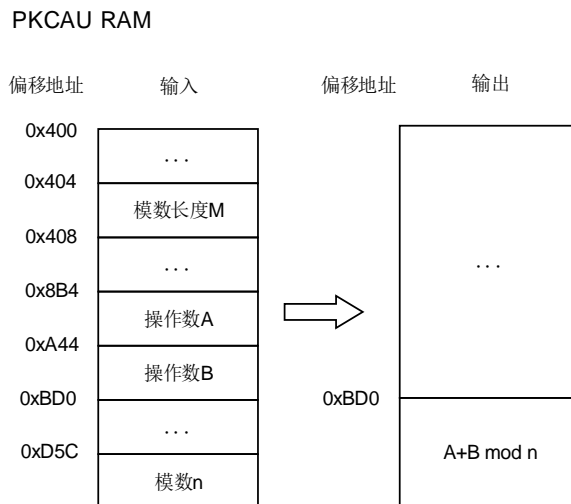 PKCAU RAM
偏移地址 输入 偏移地址 输出
0x400
...
0x404
模数长度M
0x408
...
...
0x8B4
操作数A
0xA44
操作数B
0xBD0 0xBD0
...
0xD5C
A+B mod n
模数n